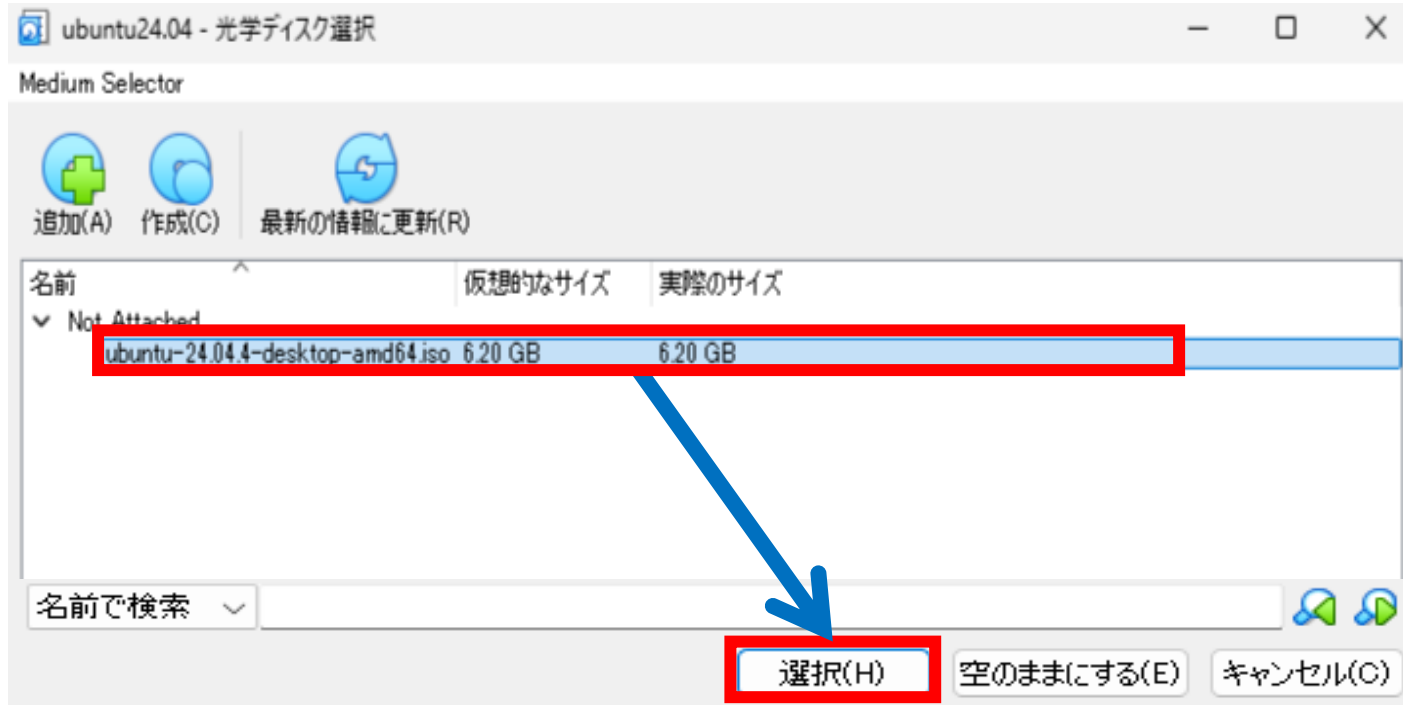 ubuntu24.04 - 光学ディスク選択
Medium Selector
追加(A) 作成(C) 最新の情報に更新(R)
名前 仮想的なサイズ 実際のサイズ
Not Attached
ubuntu-24.04.4-desktop-amd64.iso 6.20 GB 6.20 GB
名前で検索
選択(H) 空のままにする(E) キャンセル(C)